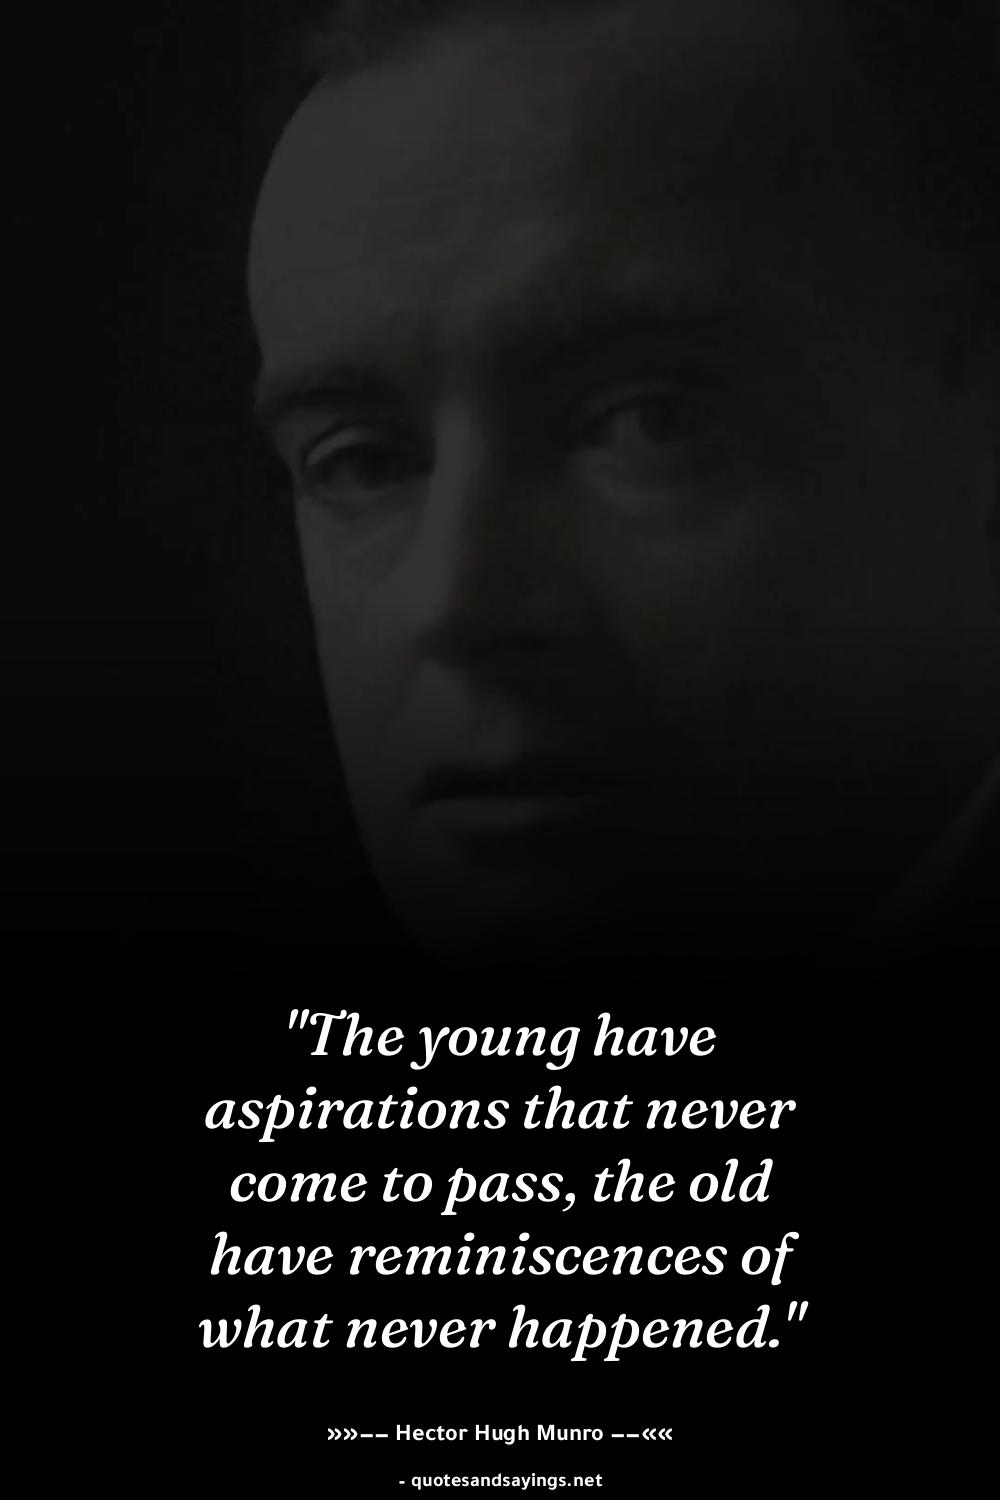 "The young have
aspirations that never
come to pass, the old
have reminiscences of
what never happened."
»»–– Hector Hugh Munro ––««
- quotesandsayings.net